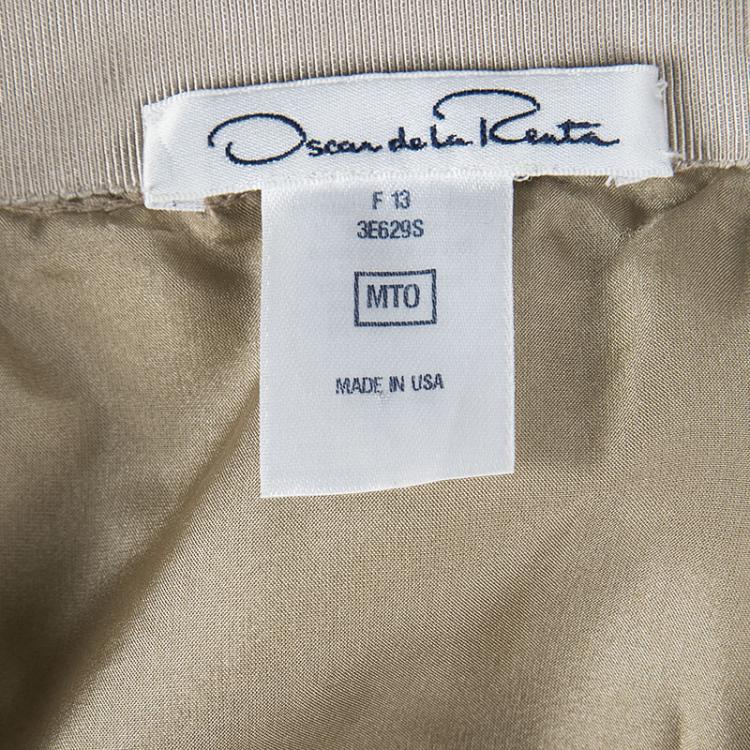 Oscar de la Renta
F 13
3E629S
MTO
MADE IN USA